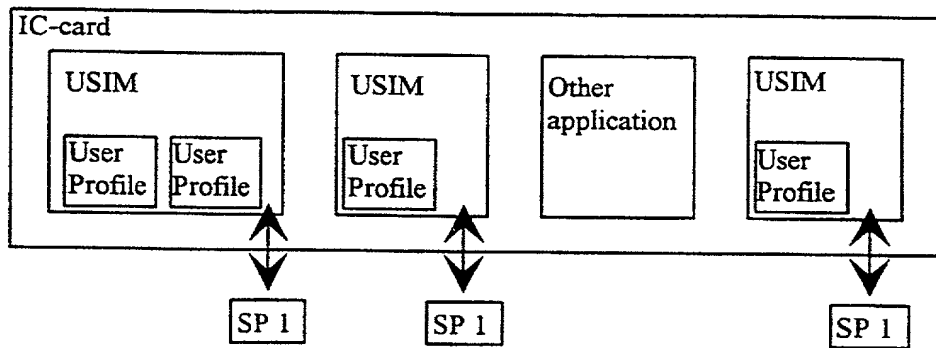 IC-card
USIM
User
Profile
User
Profile
USIM
User
Profile
Other
application
USIM
User
Profile
SP 1
SP 1
SP 1